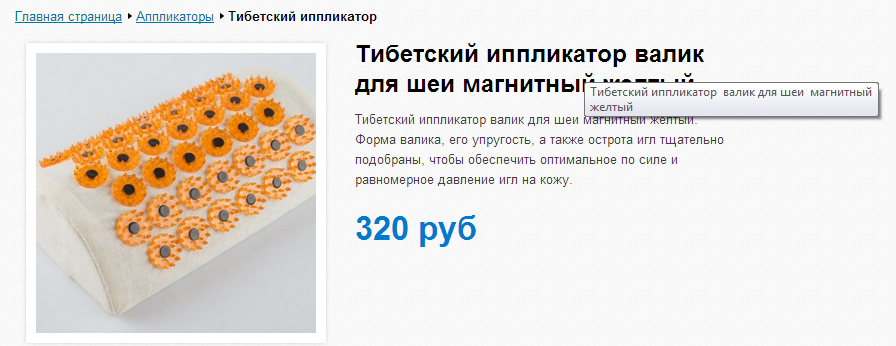 Главная страница Аппликаторы Тибетский иппликатор
Тибетский иппликатор валик
для шеи магнитный желтый
Тибетский иппликатор валик для шеи магнитный
желтый
Тибетский иппликатор валик для шеи магнитный желтый.
Форма валика, его упругость, а также острота игл тщательно
подобраны, чтобы обеспечить оптимальное по силе и
равномерное давление игл на кожу.
320 руб